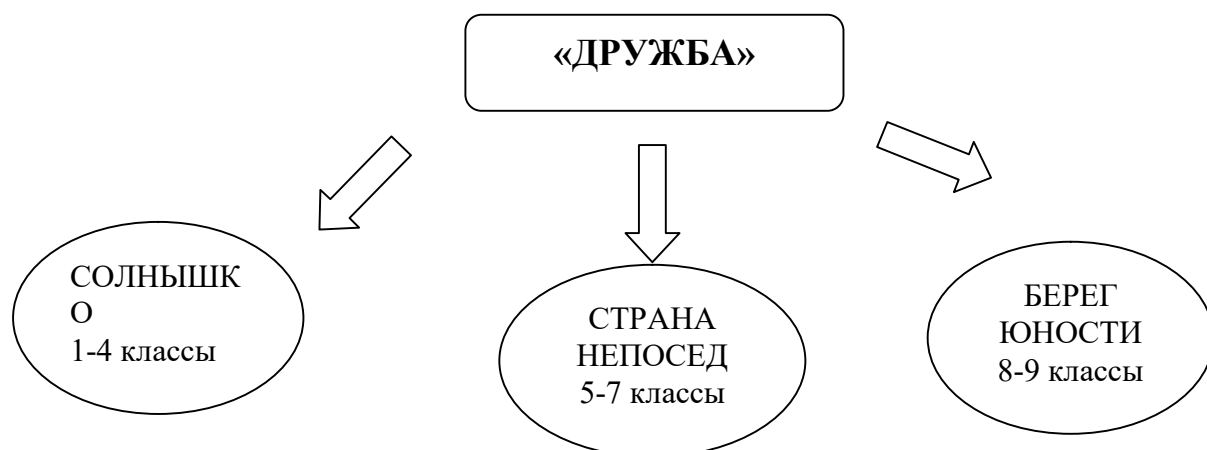 «ДРУЖБА»
СОЛНЫШК
О
1-4 классы
СТРАНА
НЕПОСЕД
5-7 классы
БЕРЕГ
ЮНОСТИ
8-9 классы